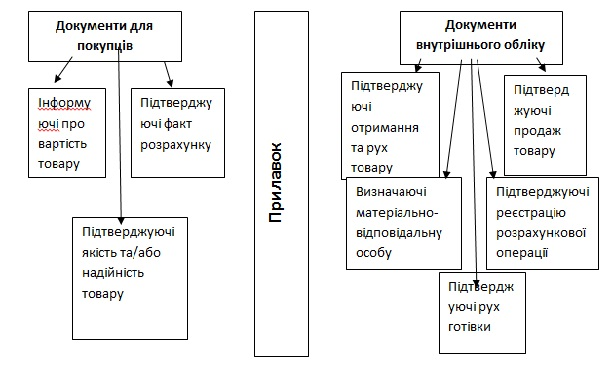 Документи для
покупців
Інформу
ючі про
вартість
товару
Підтверджу
ючі факт
розрахунку
Підтверджуючі
якість та/або
надійність
товару
Прилавок
Документи
внутрішнього обліку
Підтверджу
ючі
отримання
та рух
товару
Підтверд
жуючі
продаж
товару
Визначаючі
матеріально-
відповідальну
особу
Підтверджуючі
реєстрацію
розрахункової
операції
Підтвердж
уючі рух
готівки